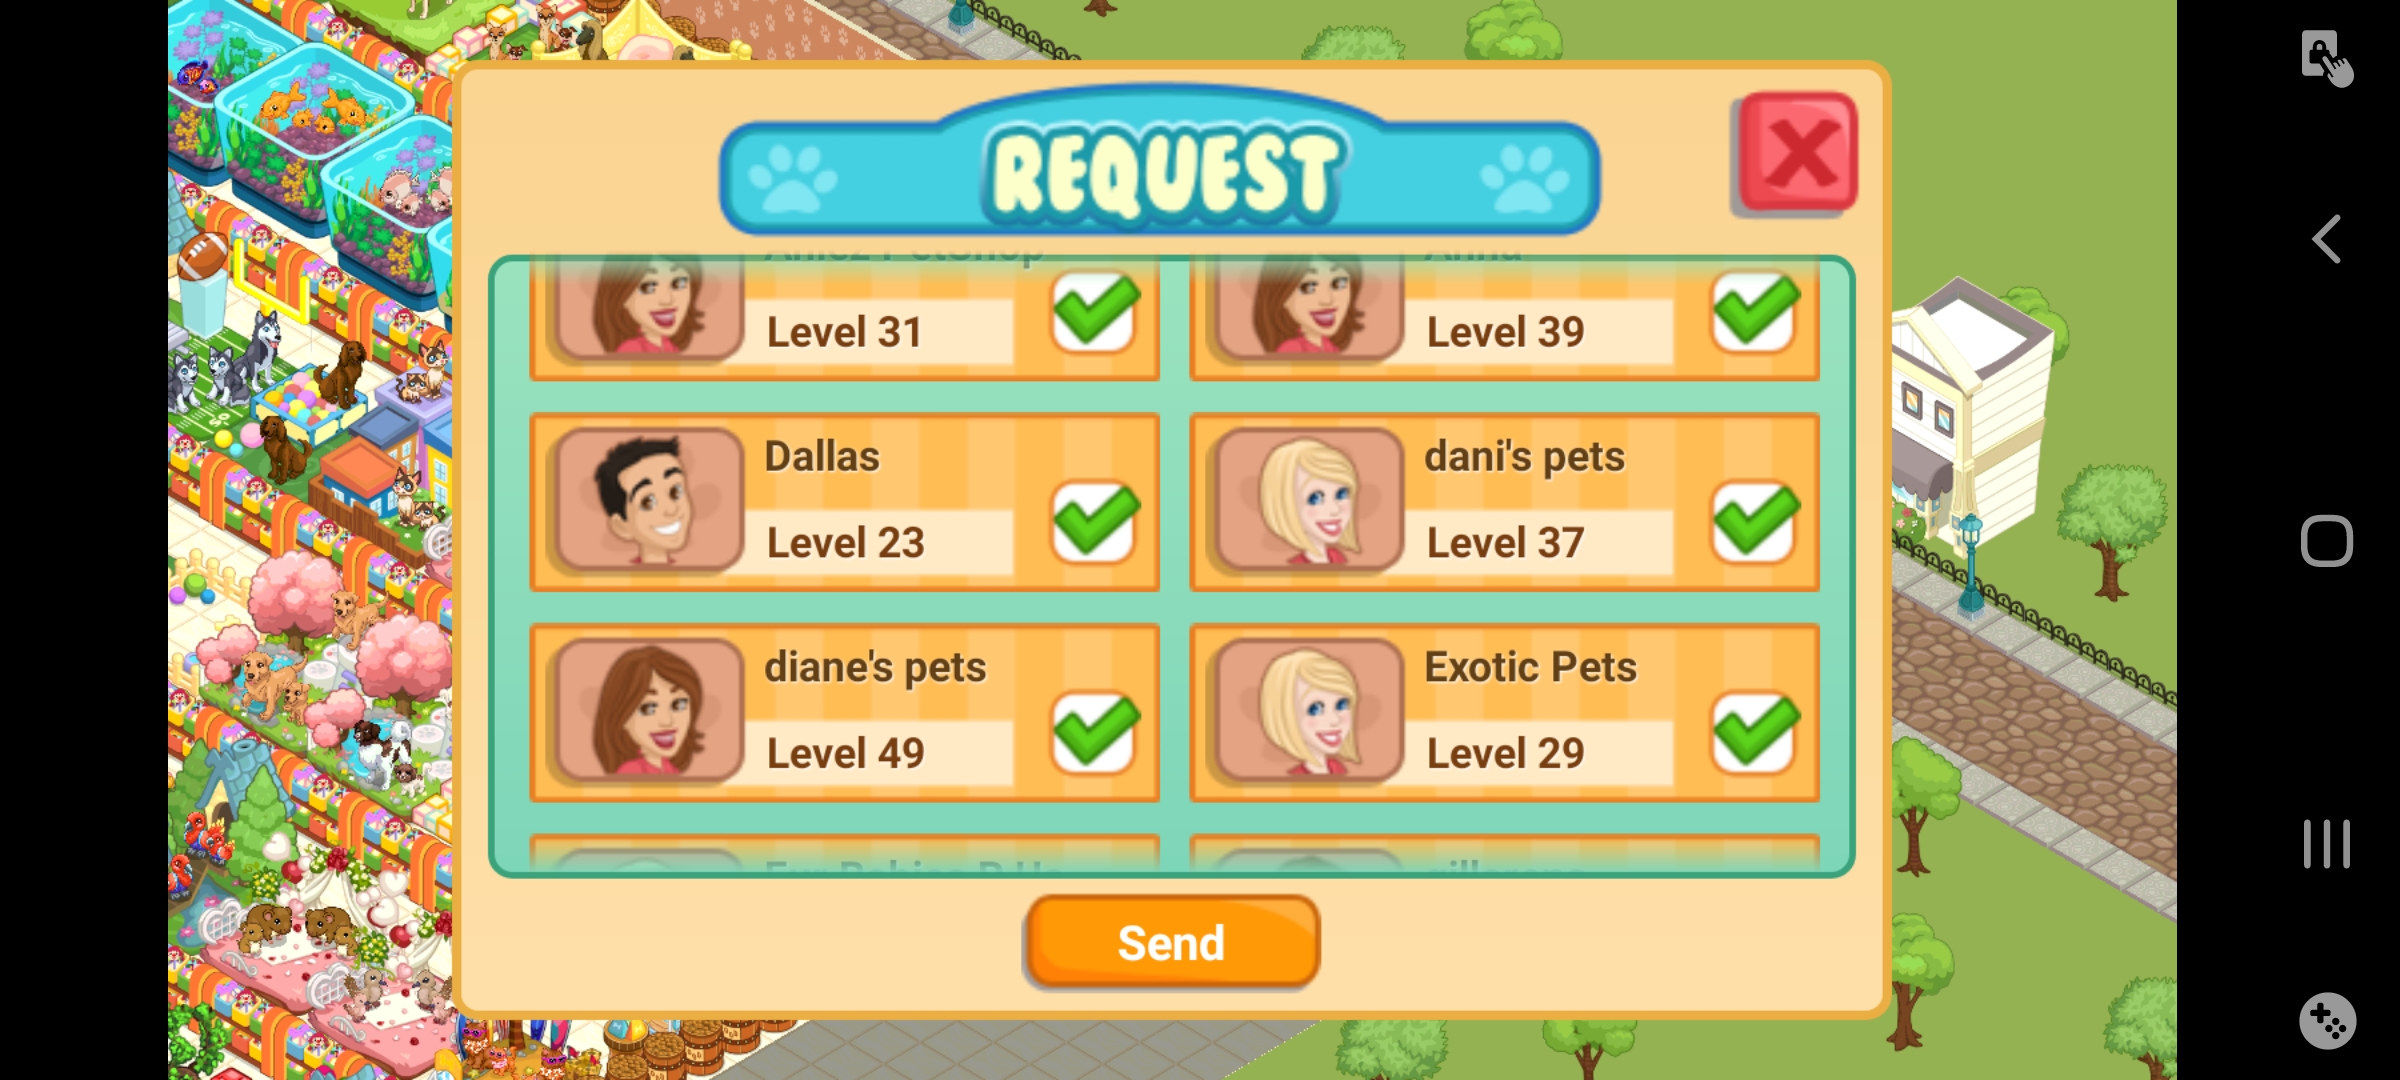 REQUEST
Anna
Level 31
Level 39
Dallas
dani's pets
Level 23
Level 37
diane's pets
Exotic Pets
Level 49
Level 29
Send